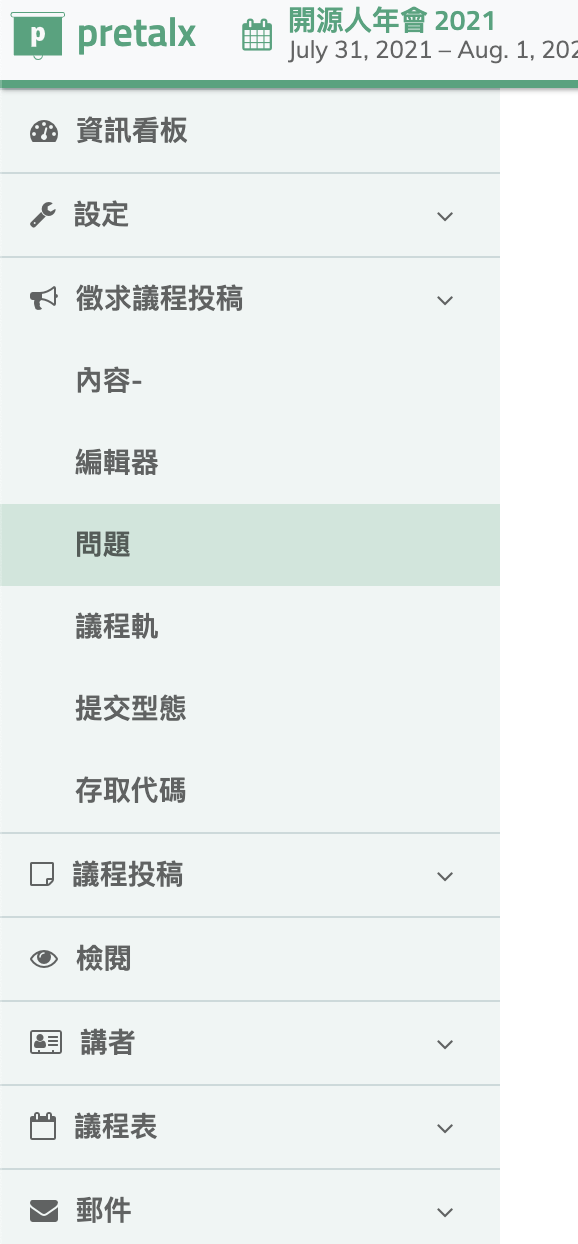 pretalx
開源人年會 2021
July 31, 2021 – Aug. 1, 202
資訊看板
設定
徵求議程投稿
內容-
編輯器
問題
議程軌
提交型態
存取代碼
議程投稿
檢閱
講者
議程表
郵件